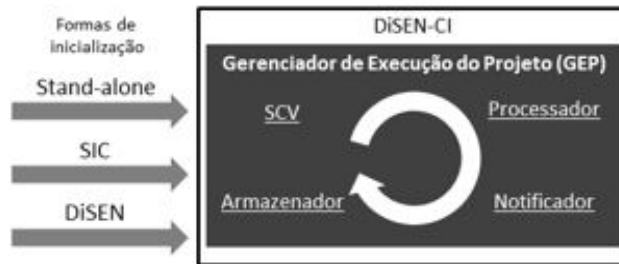 Formas de
inicialização
Stand-alone
SIC
DiSEN
DiSEN-CI
Gerenciador de Execução do Projeto (GEP)
SCV
Processador
Armazenador
Notificador